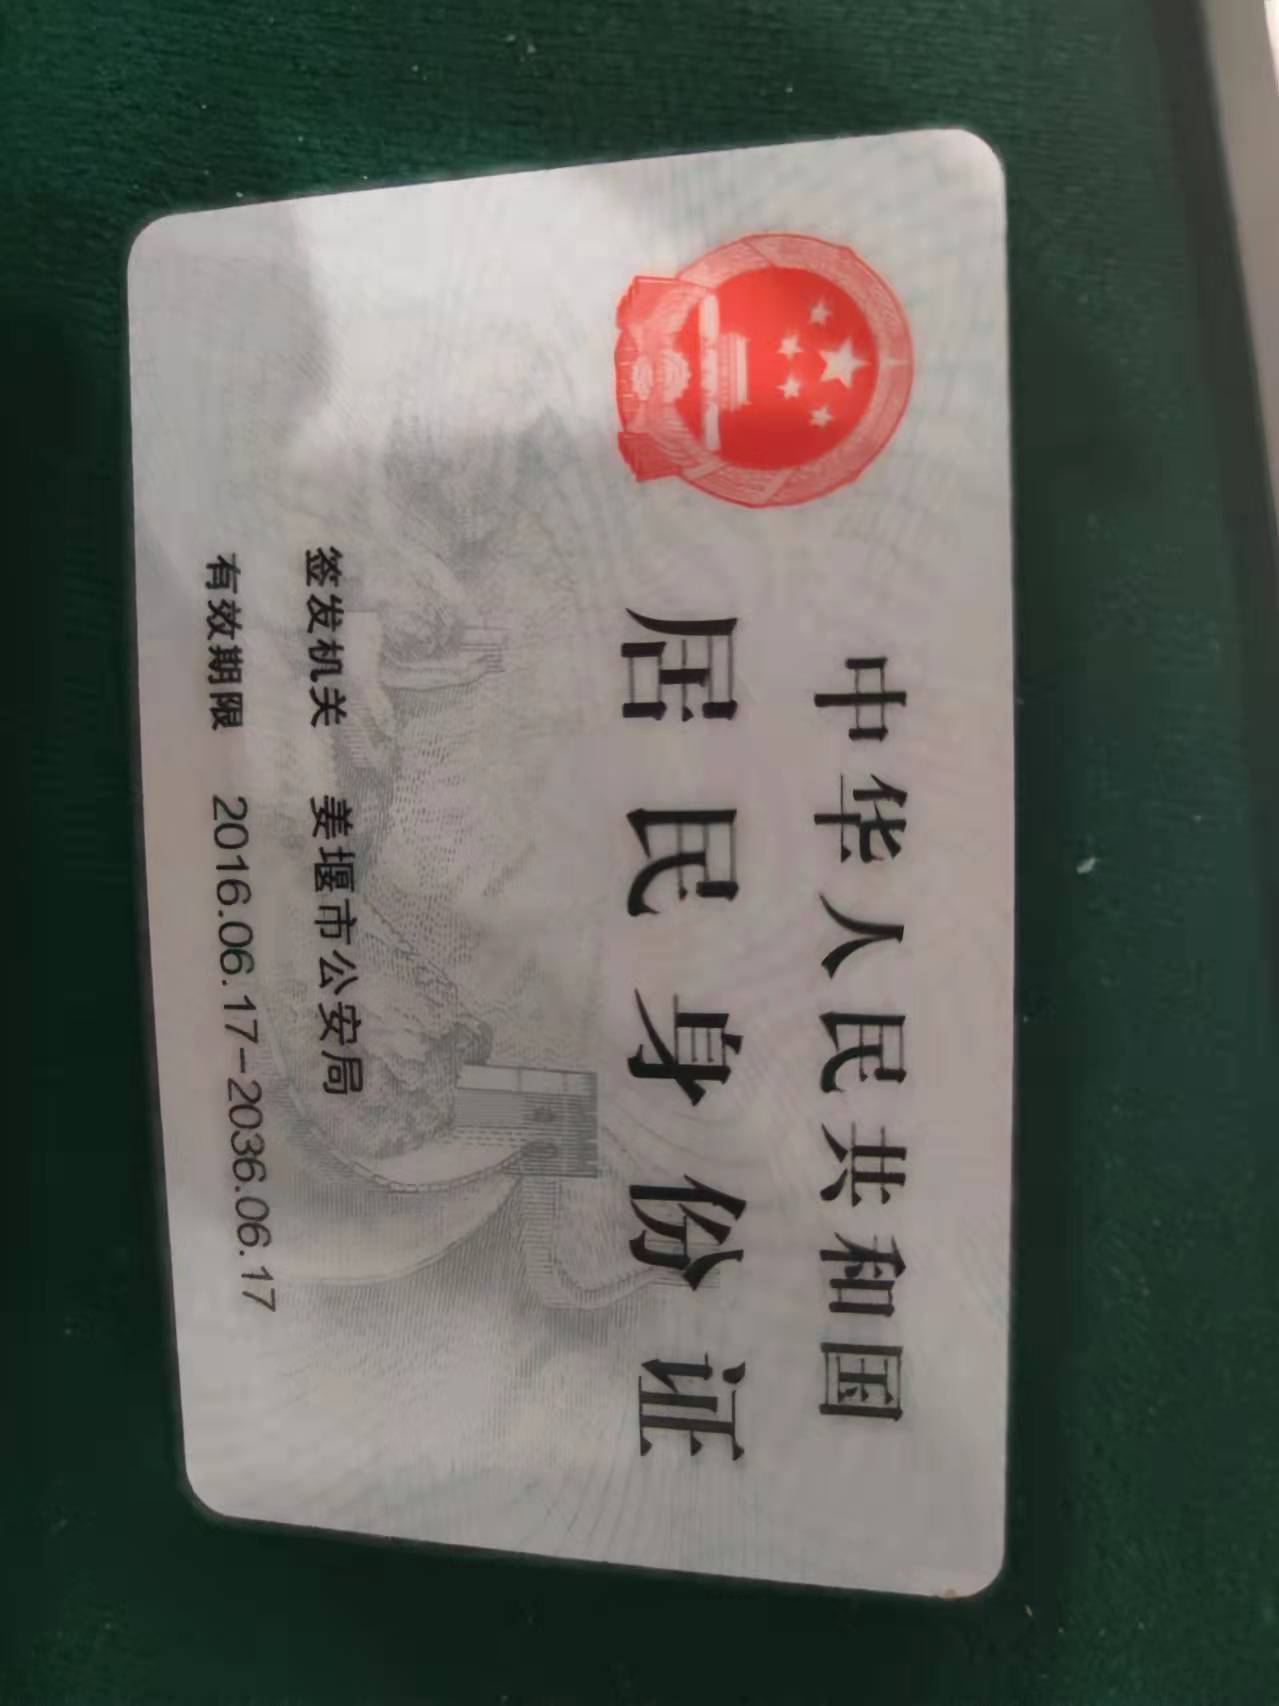 中华人民共和国
居民身份证
签发机关 姜堰市公安局
有效期限 2016.06.17-2036.06.17